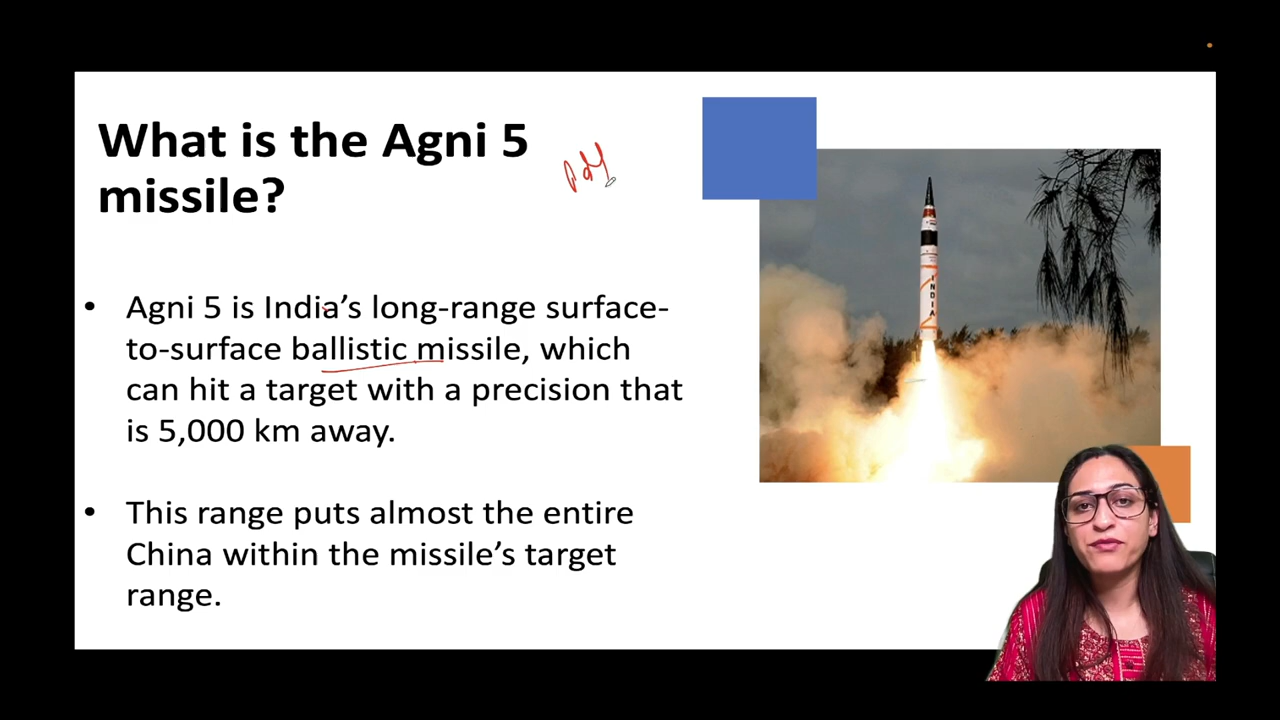 What is the Agni 5
missile?
• Agni 5 is India’s long-range surface-
to-surface ballistic missile, which
can hit a target with a precision that
is 5,000 km away.
• This range puts almost the entire
China within the missile’s target
range.
INDIA